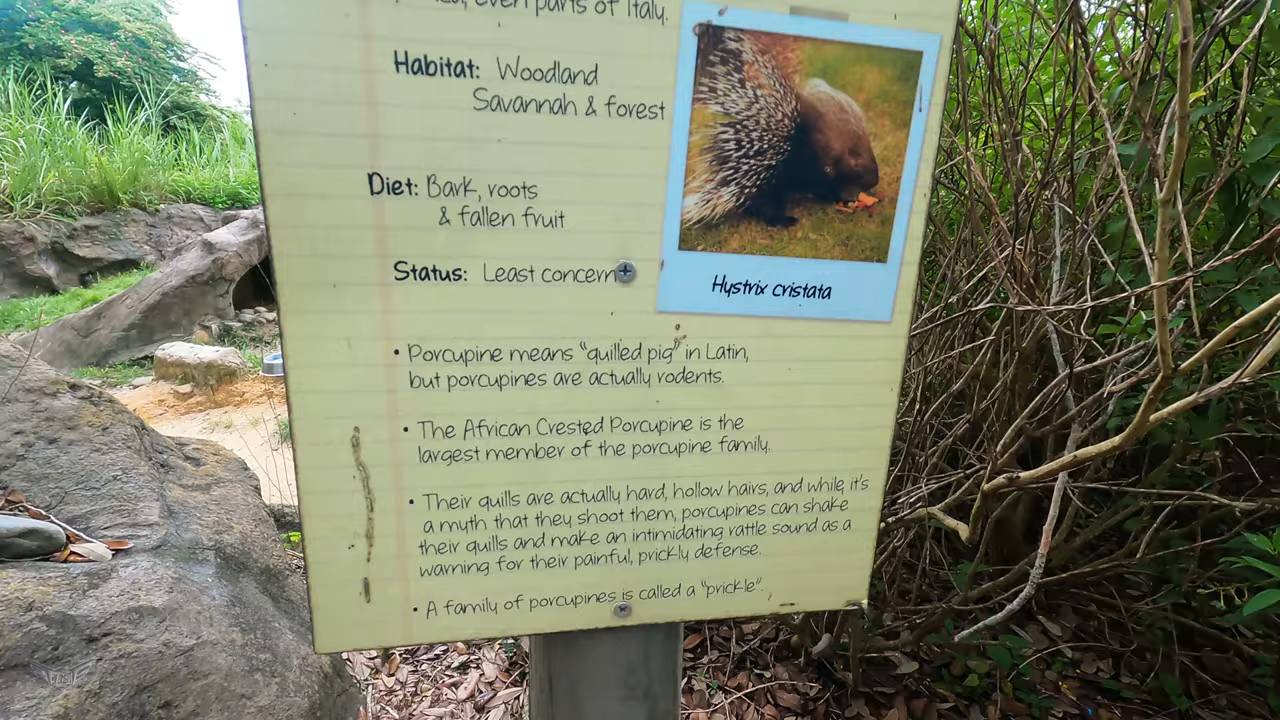 even parts of Italy.
Habitat: Woodland
Savannah & forest
Diet: Bark, roots
& fallen fruit
Status: Least concern
Hystrix cristata
• Porcupine means “quilled pig” in Latin,
but porcupines are actually rodents.
• The African Crested Porcupine is the
largest member of the porcupine family.
• Their quills are actually hard, hollow hairs, and while it's
a myth that they shoot them, porcupines can shake
their quills and make an intimidating rattle sound as a
warning for their painful, prickly defense.
• A family of porcupines is called a “prickle”.